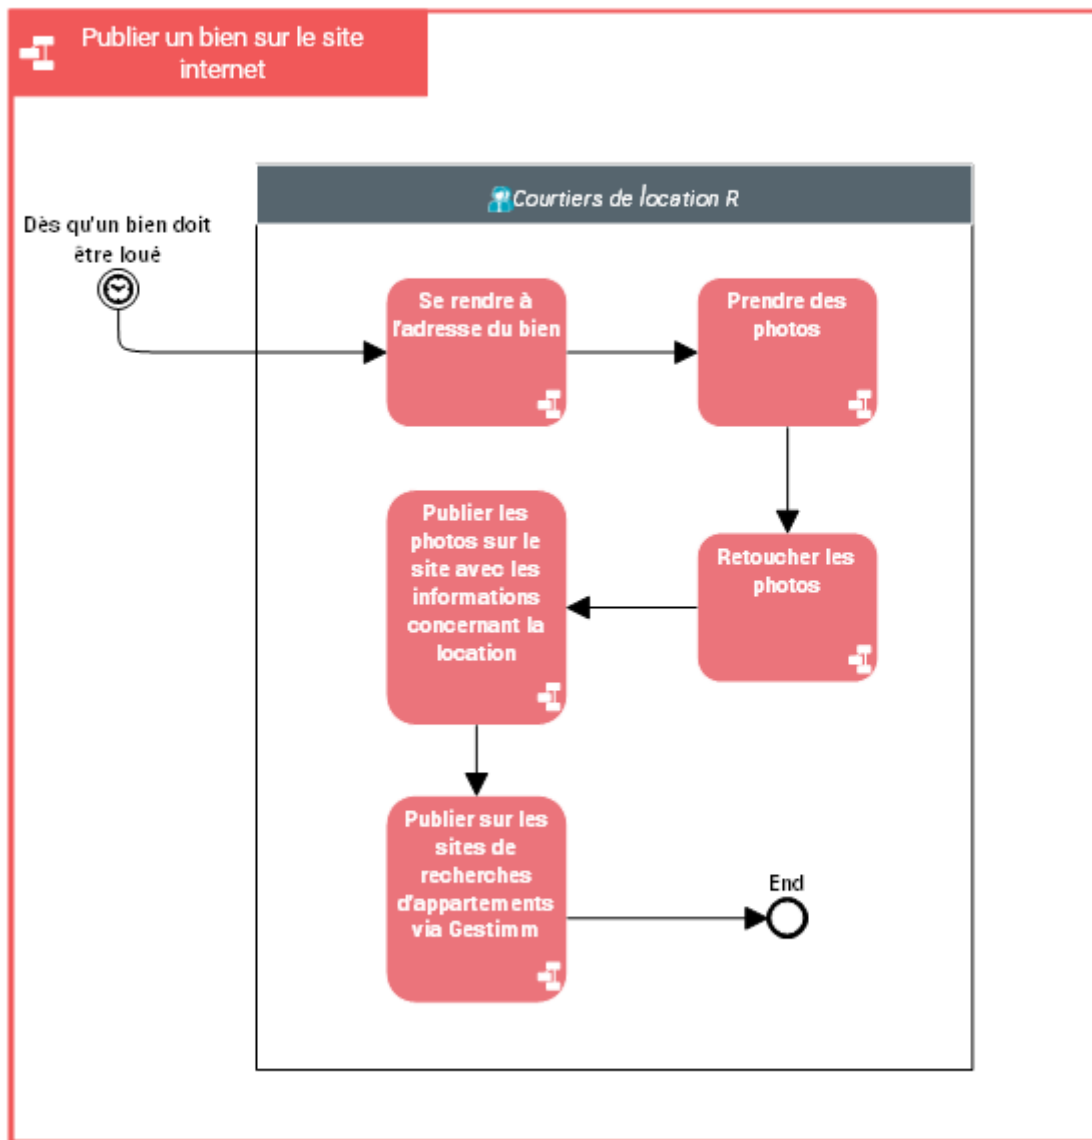 Publier un bien sur le site
internet
Courtiers de location R
Dès qu'un bien doit
être loué
Se rendre à
l'adresse du bien
Prendre des
photos
Retoucher les
photos
Publier les
photos sur le
site avec les
informations
concernant la
location
Publier sur les
sites de
recherches
d'appartements
via Gestimm
End